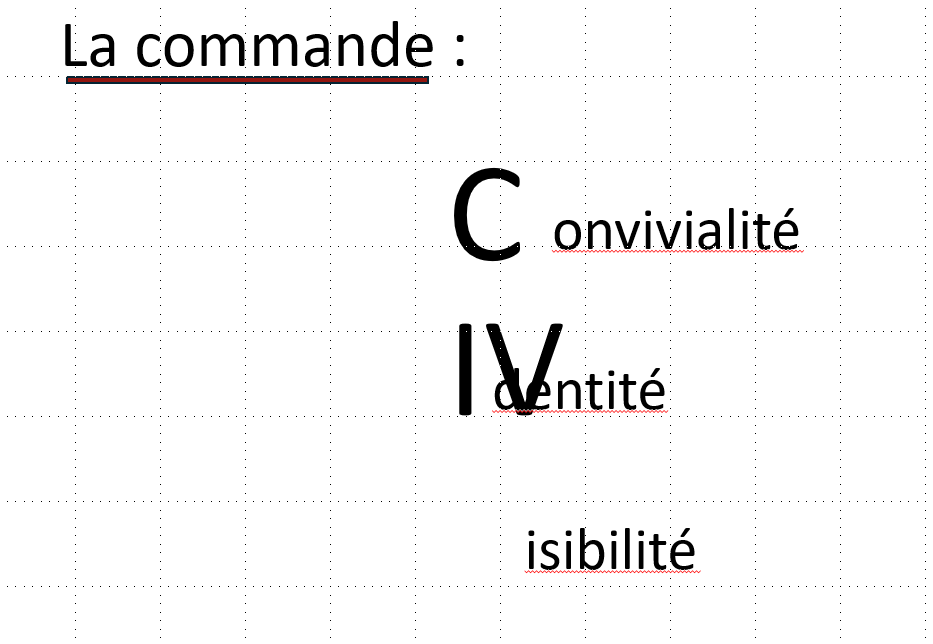 La commande :
C onvivialité
IV dentité
isibilité